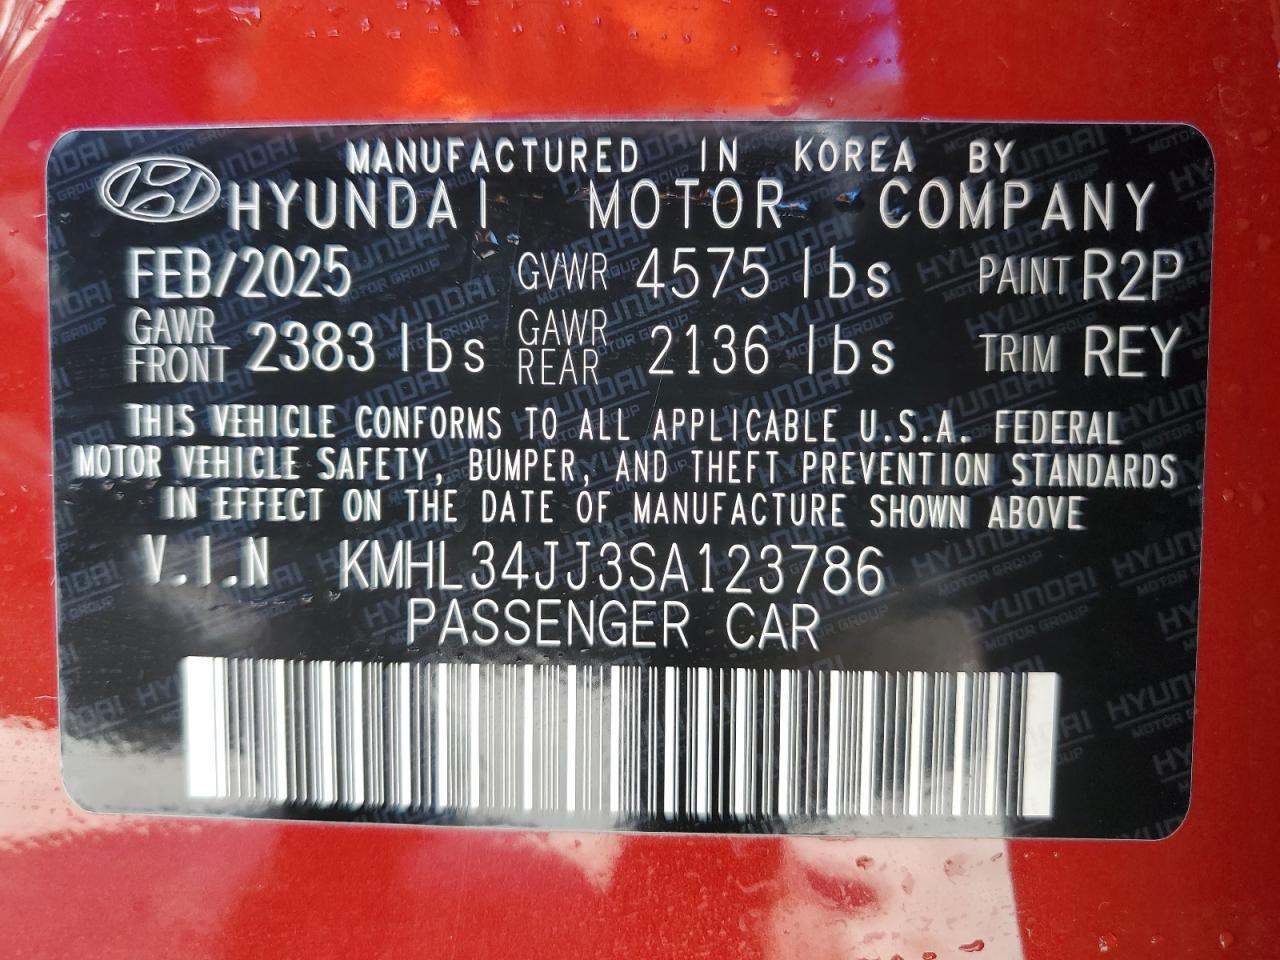 MANUFACTURED IN KOREA BY
HYUNDAI MOTOR COMPANY
FEB/2025 GVWR 4575 lbs PAINT R2P
GAWR FRONT 2383 lbs GAWR REAR 2136 lbs TRIM REY
THIS VEHICLE CONFORMS TO ALL APPLICABLE U.S.A. FEDERAL
MOTOR VEHICLE SAFETY, BUMPER, AND THEFT PREVENTION STANDARDS
IN EFFECT ON THE DATE OF MANUFACTURE SHOWN ABOVE
V.I.N KMHL34JJ3SA123786
PASSENGER CAR